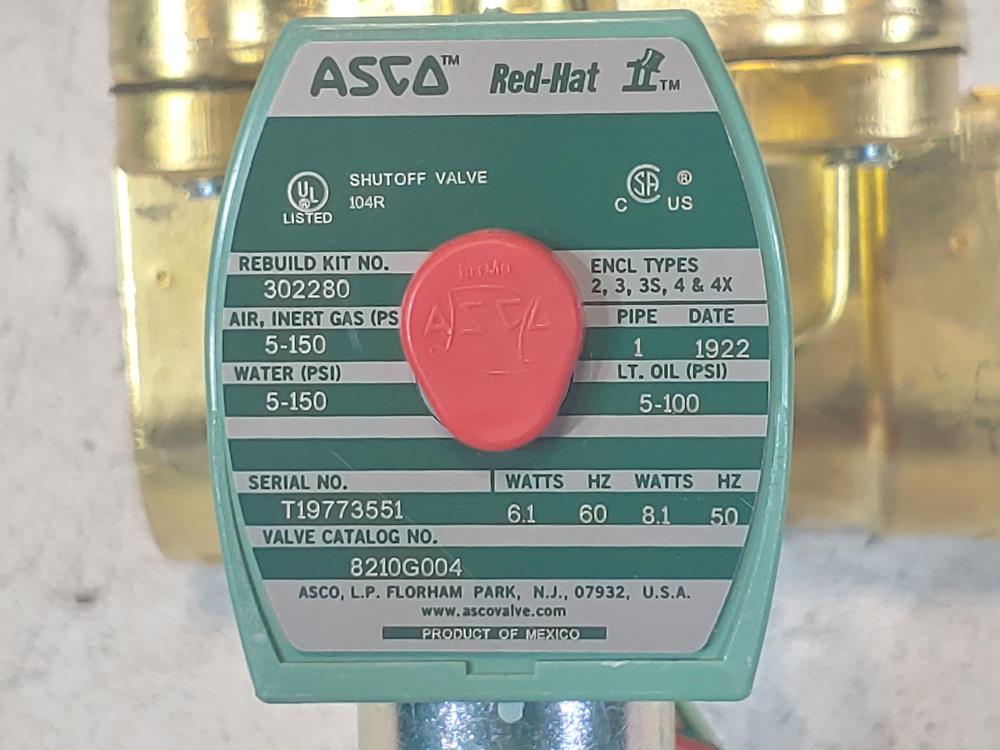 ASCO™ Red-Hat II™
UL® LISTED SHUTOFF VALVE 104R
C SA® US
REBUILD KIT NO. ENCL TYPES
302280 2, 3, 3S, 4 & 4X
AIR, INERT GAS (PS PIPE DATE
5-150 1 1922
WATER (PSI) LT. OIL (PSI)
5-150 5-100
ASCO
SERIAL NO. WATTS HZ WATTS HZ
T19773551 6.1 60 8.1 50
VALVE CATALOG NO.
8210G004
ASCO, L.P. FLORHAM PARK, N.J., 07932, U.S.A.
www.ascovalve.com
PRODUCT OF MEXICO